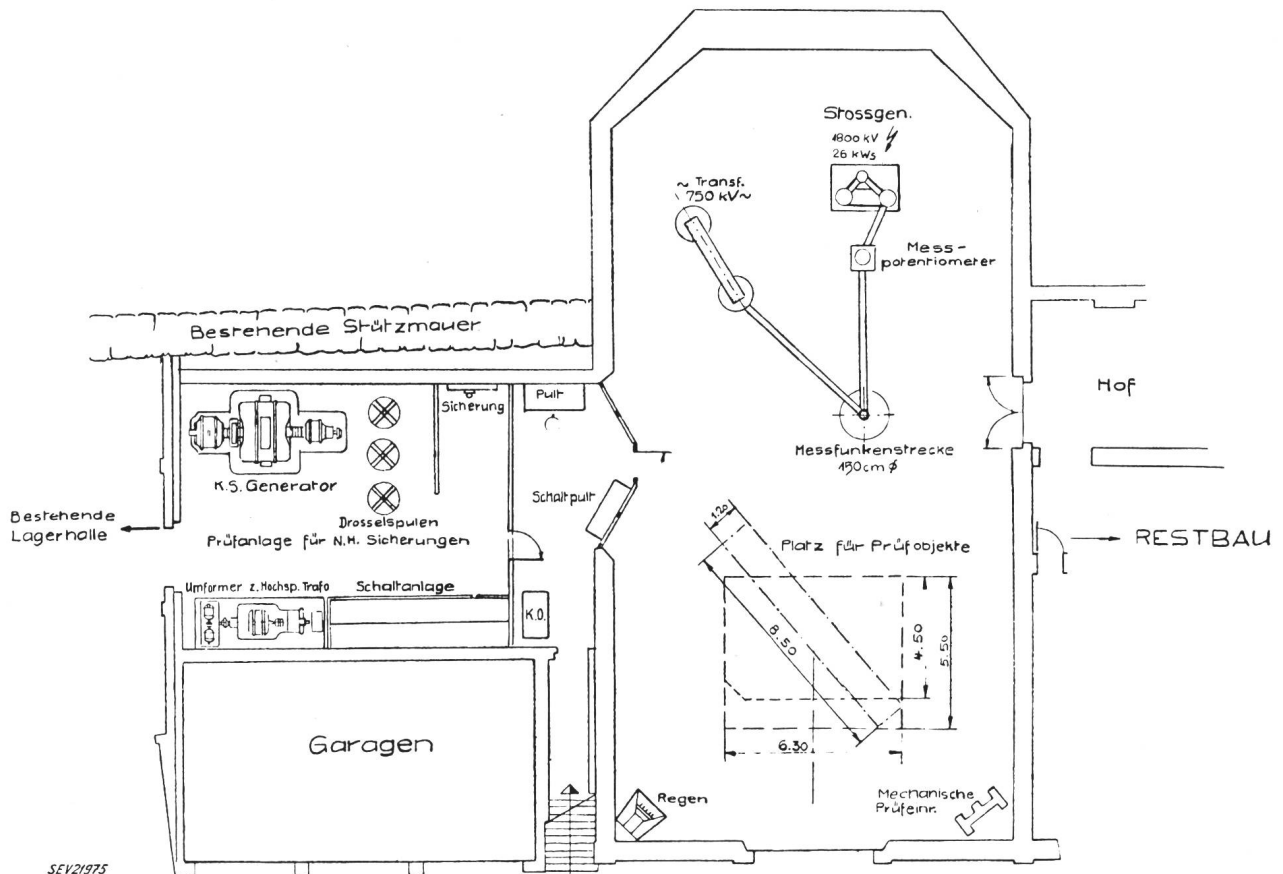 Stossgen.
1800 kV
26 kWs
~ Transf.
750 kV ~
Mess-
potentiometer
Bestehende Stützmauer
Hof
Sicherung
Pult
Messfunkenstrecke
150cm ϕ
K.S. Generator
Schaltpult
Bestehende
Lagerhalle
Drosselspulen
Prüfanlage für N.H. Sicherungen
1.20
Platz für Prüfobjekte
RESTBAU
Umformer z. Hochsp. Trafo
Schaltanlage
K.O.
8.50
4.50
5.50
6.30
Garagen
Regen
Mechanische
Prüfeinr.
SEV21975